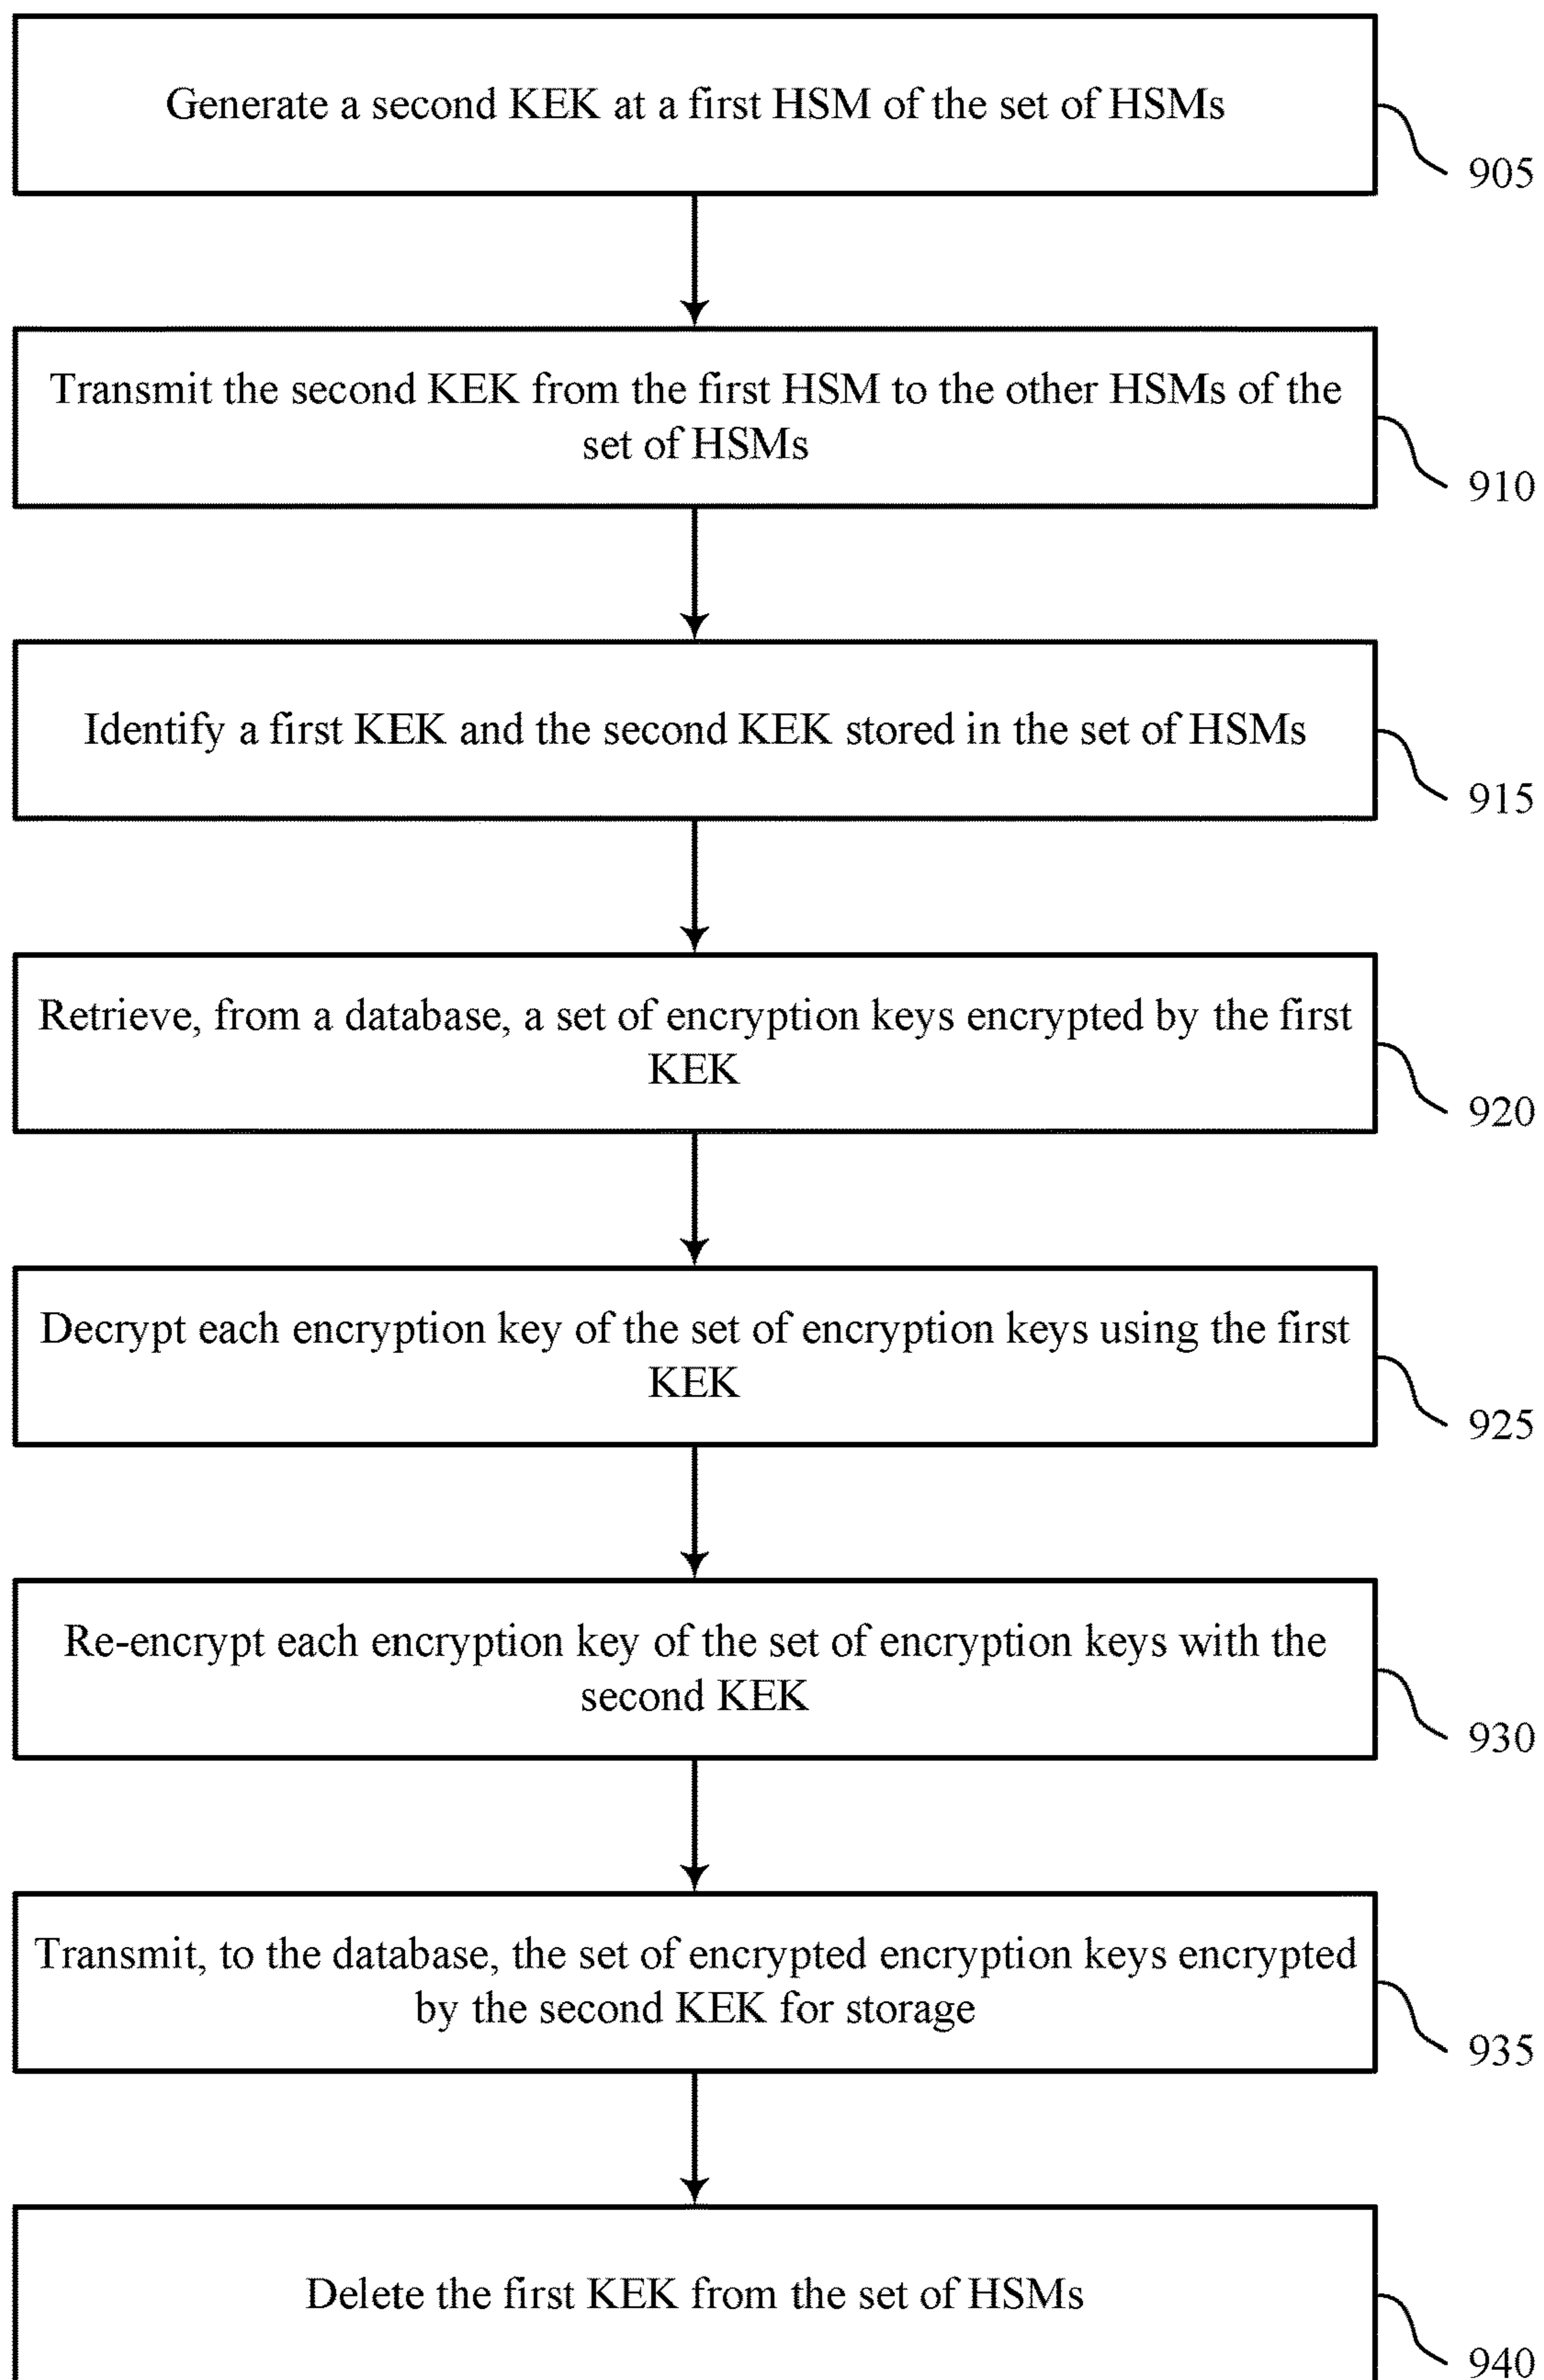 Generate a second KEK at a first HSM of the set of HSMs
905
Transmit the second KEK from the first HSM to the other HSMs of the
set of HSMs
910
Identify a first KEK and the second KEK stored in the set of HSMs
915
Retrieve, from a database, a set of encryption keys encrypted by the first
KEK
920
Decrypt each encryption key of the set of encryption keys using the first
KEK
925
Re-encrypt each encryption key of the set of encryption keys with the
second KEK
930
Transmit, to the database, the set of encrypted encryption keys encrypted
by the second KEK for storage
935
Delete the first KEK from the set of HSMs
940